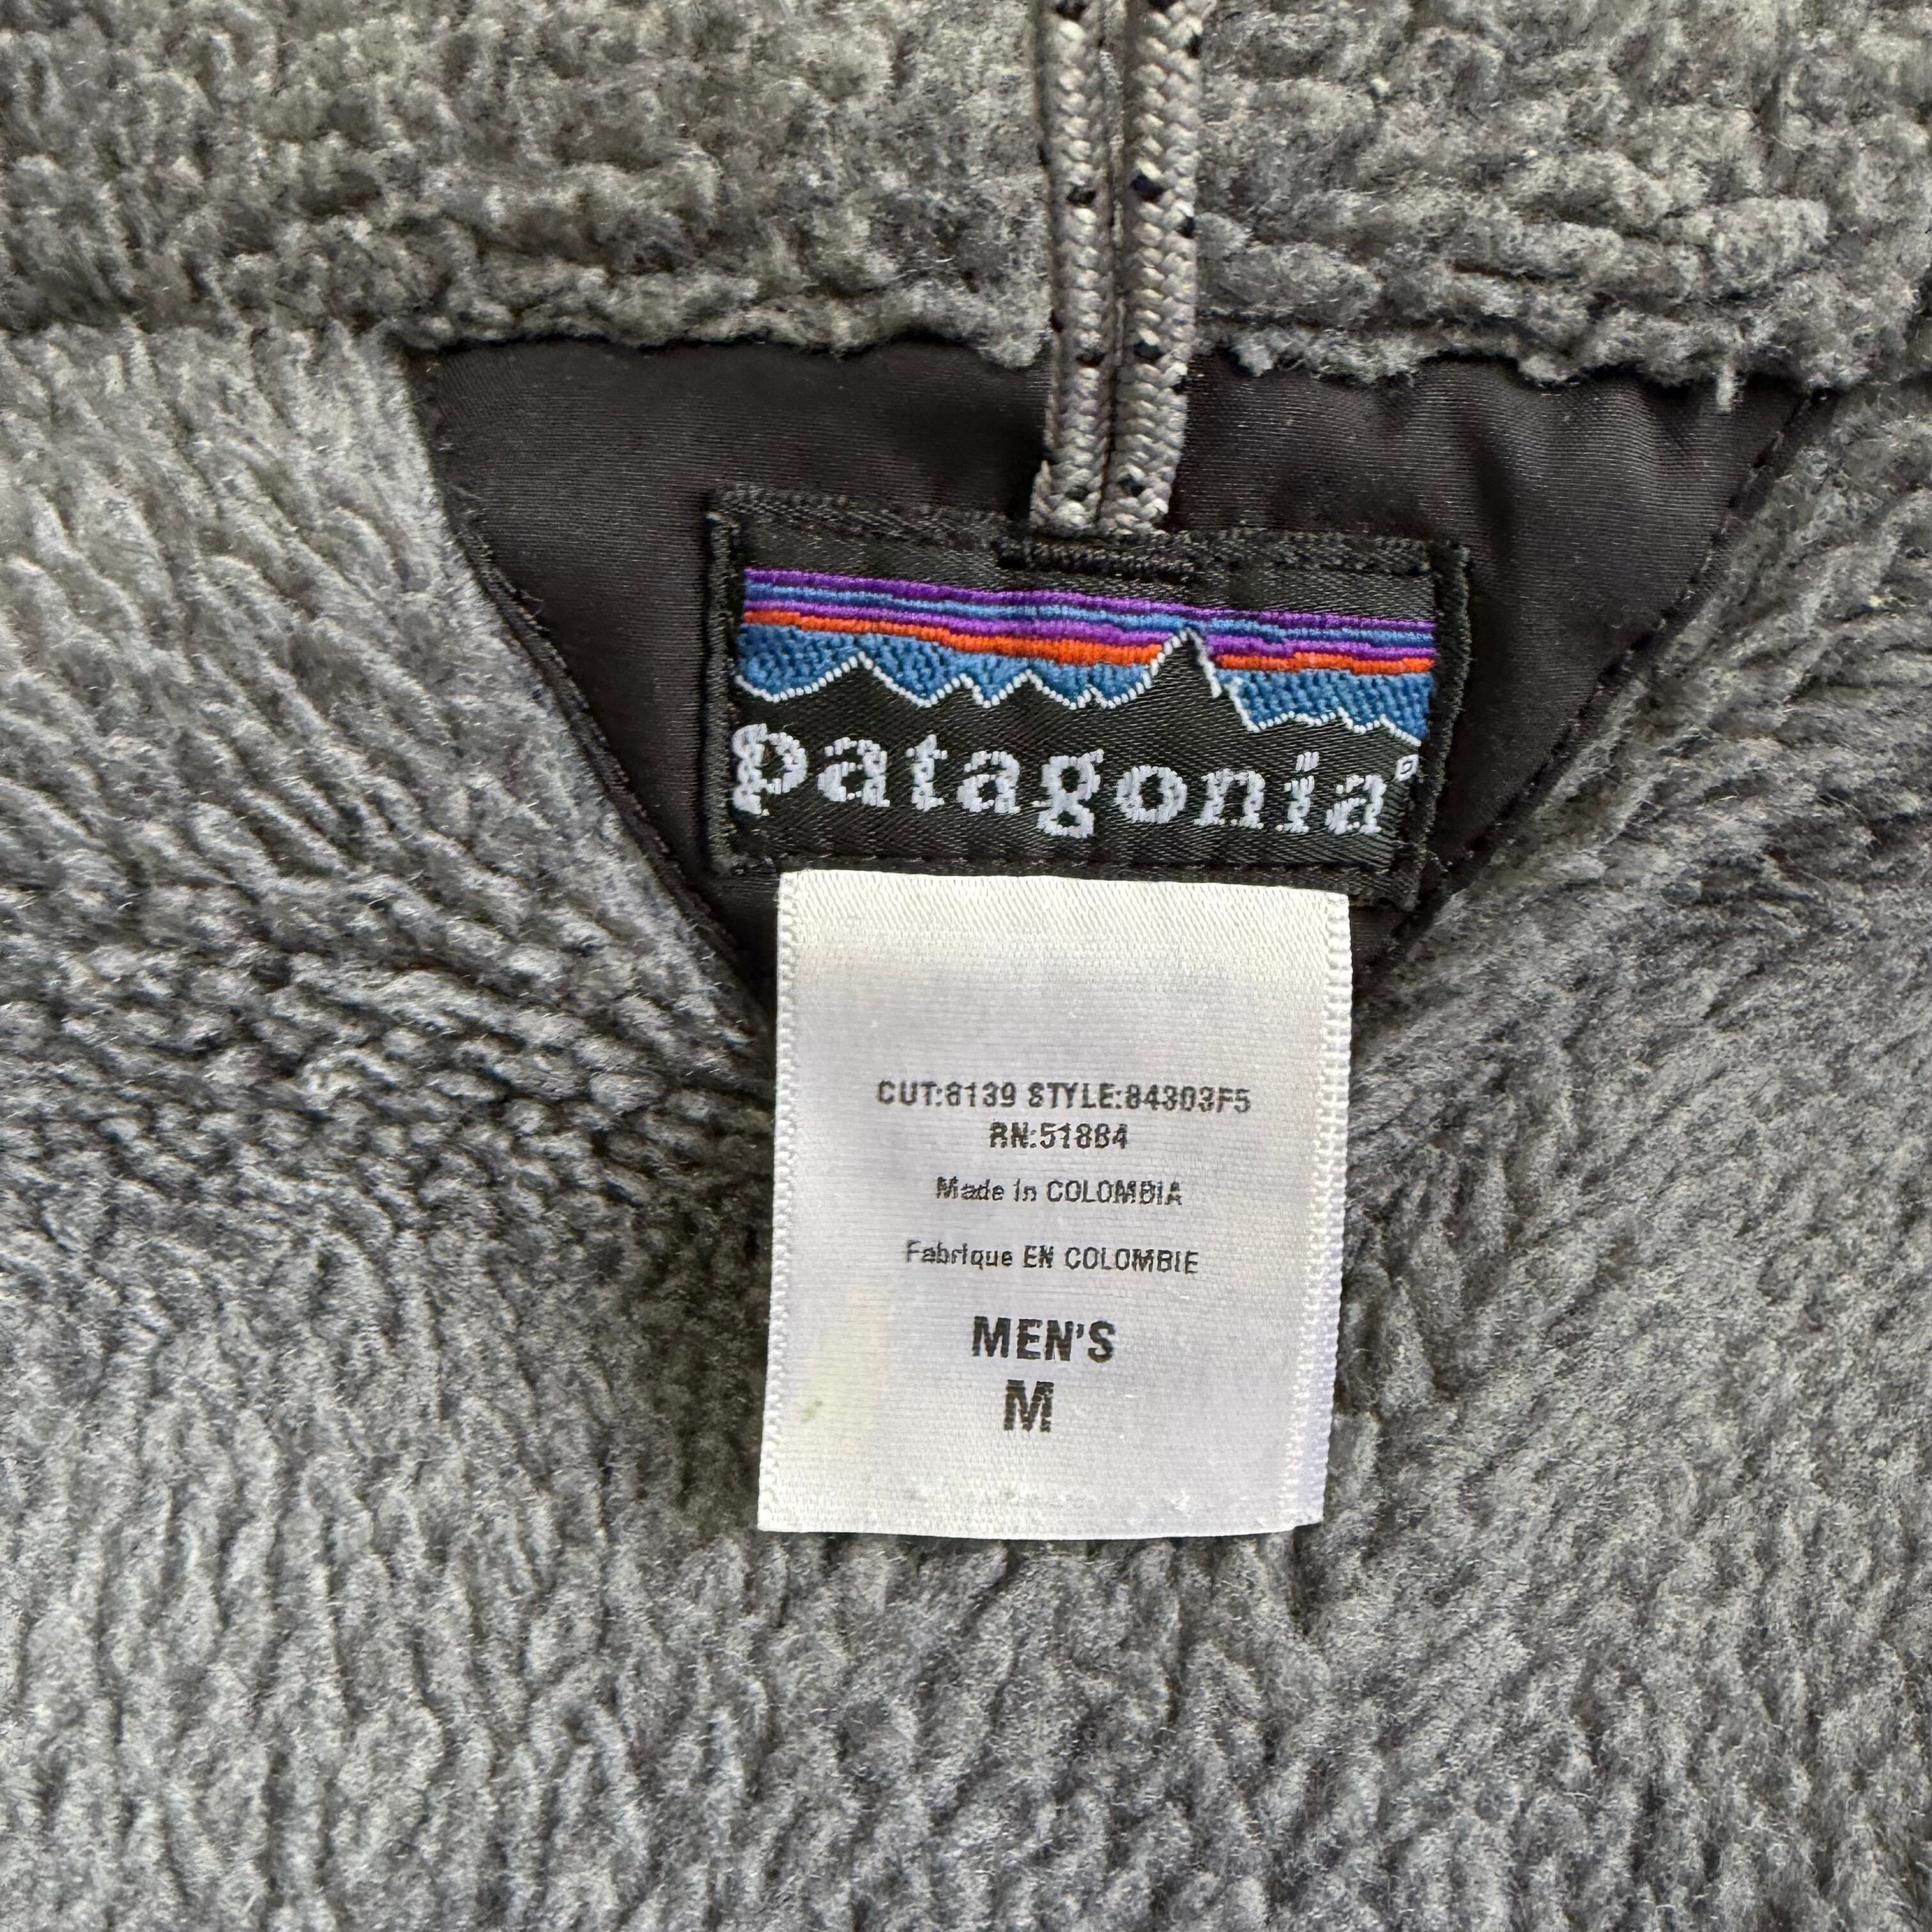 patagonia®
CUT:8139 STYLE:84303F5
RN:51884
Made in COLOMBIA
Fabrique EN COLOMBIE
MEN'S
M